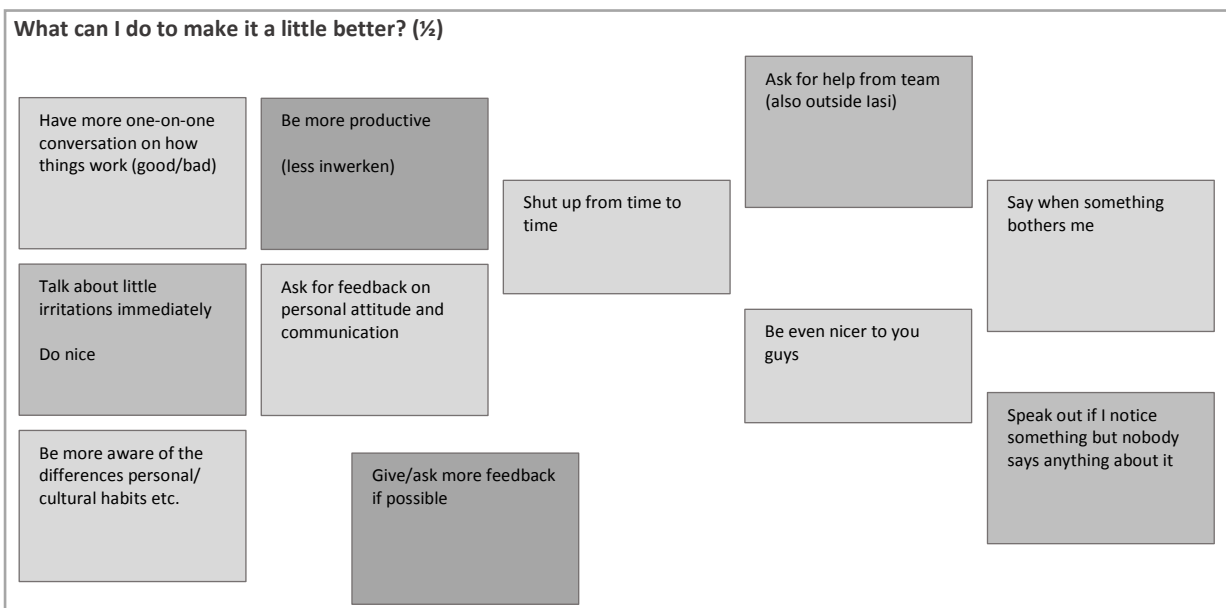 What can I do to make it a little better? (½)
Have more one-on-one
conversation on how
things work (good/bad)
Be more productive
(less inwerken)
Shut up from time to
time
Ask for help from team
(also outside Iasi)
Say when something
bothers me
Talk about little
irritations immediately
Do nice
Ask for feedback on
personal attitude and
communication
Be even nicer to you
guys
Speak out if I notice
something but nobody
says anything about it
Be more aware of the
differences personal/
cultural habits etc.
Give/ask more feedback
if possible